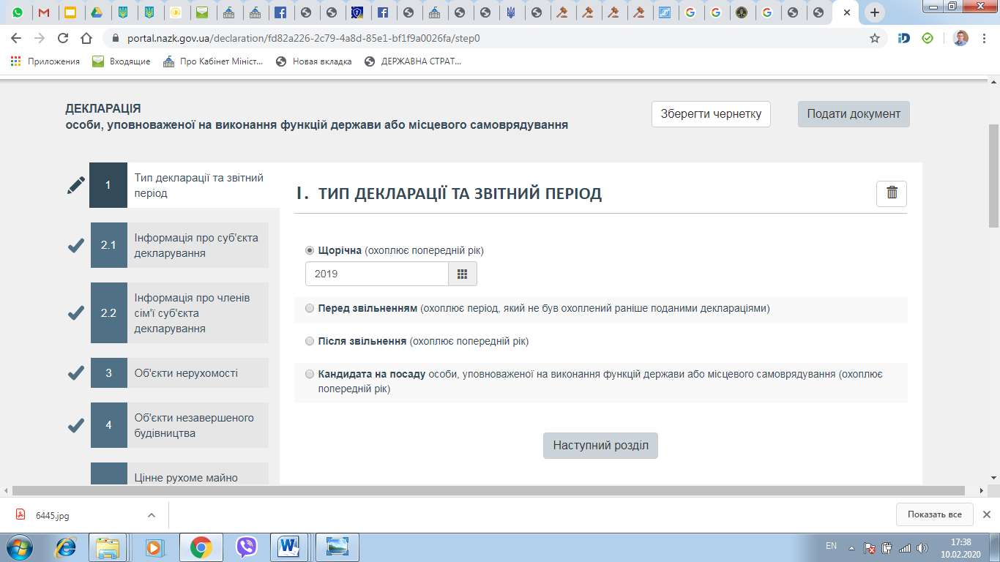 portal.nazk.gov.ua/declaration/fd82a226-2c79-4a8d-85e1-bf1f9a0026fa/step0
Приложения
Входящие
Про Кабінет Мініст...
Новая вкладка
ДЕРЖАВНА СТРАТ...
ДЕКЛАРАЦІЯ
особи, уповноваженої на виконання функцій держави або місцевого самоврядування
Зберегти чернетку
Подати документ
1
Тип декларації та звітний
період
2.1
Інформація про суб'єкта
декларування
2.2
Інформація про членів
сім'ї суб'єкта
декларування
3
Об'єкти нерухомості
4
Об'єкти незавершеного
будівництва
Цінне рухоме майно
I. ТИП ДЕКЛАРАЦІЇ ТА ЗВІТНИЙ ПЕРІОД
Щорічна (охоплює попередній рік)
2019
Перед звільненням (охоплює період, який не був охоплений раніше поданими деклараціями)
Після звільнення (охоплює попередній рік)
Кандидата на посаду особи, уповноваженої на виконання функцій держави або місцевого самоврядування (охоплює
попередній рік)
Наступний розділ
6445.jpg
Показать все
EN
17:38
10.02.2020